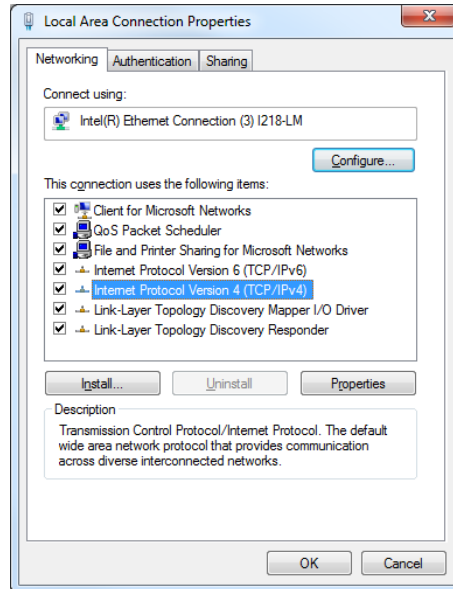 Local Area Connection Properties
Networking Authentication Sharing
Connect using:
Intel(R) Ethernet Connection (3) I218-LM
Configure...
This connection uses the following items:
Client for Microsoft Networks
QoS Packet Scheduler
File and Printer Sharing for Microsoft Networks
Internet Protocol Version 6 (TCP/IPv6)
Internet Protocol Version 4 (TCP/IPv4)
Link-Layer Topology Discovery Mapper I/O Driver
Link-Layer Topology Discovery Responder
Install... Uninstall Properties
Description
Transmission Control Protocol/Internet Protocol. The default
wide area network protocol that provides communication
across diverse interconnected networks.
OK Cancel